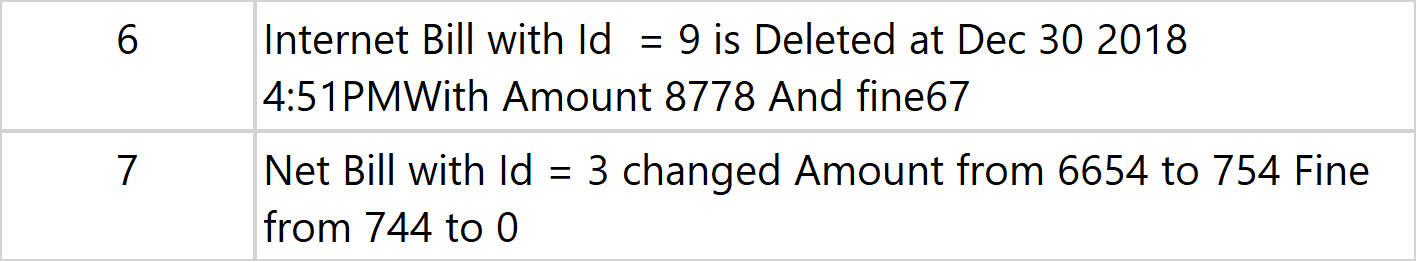 6
Internet Bill with Id  = 9 is Deleted at Dec 30 2018
4:51PMWith Amount 8778 And fine67
7
Net Bill with Id = 3 changed Amount from 6654 to 754 Fine
from 744 to 0